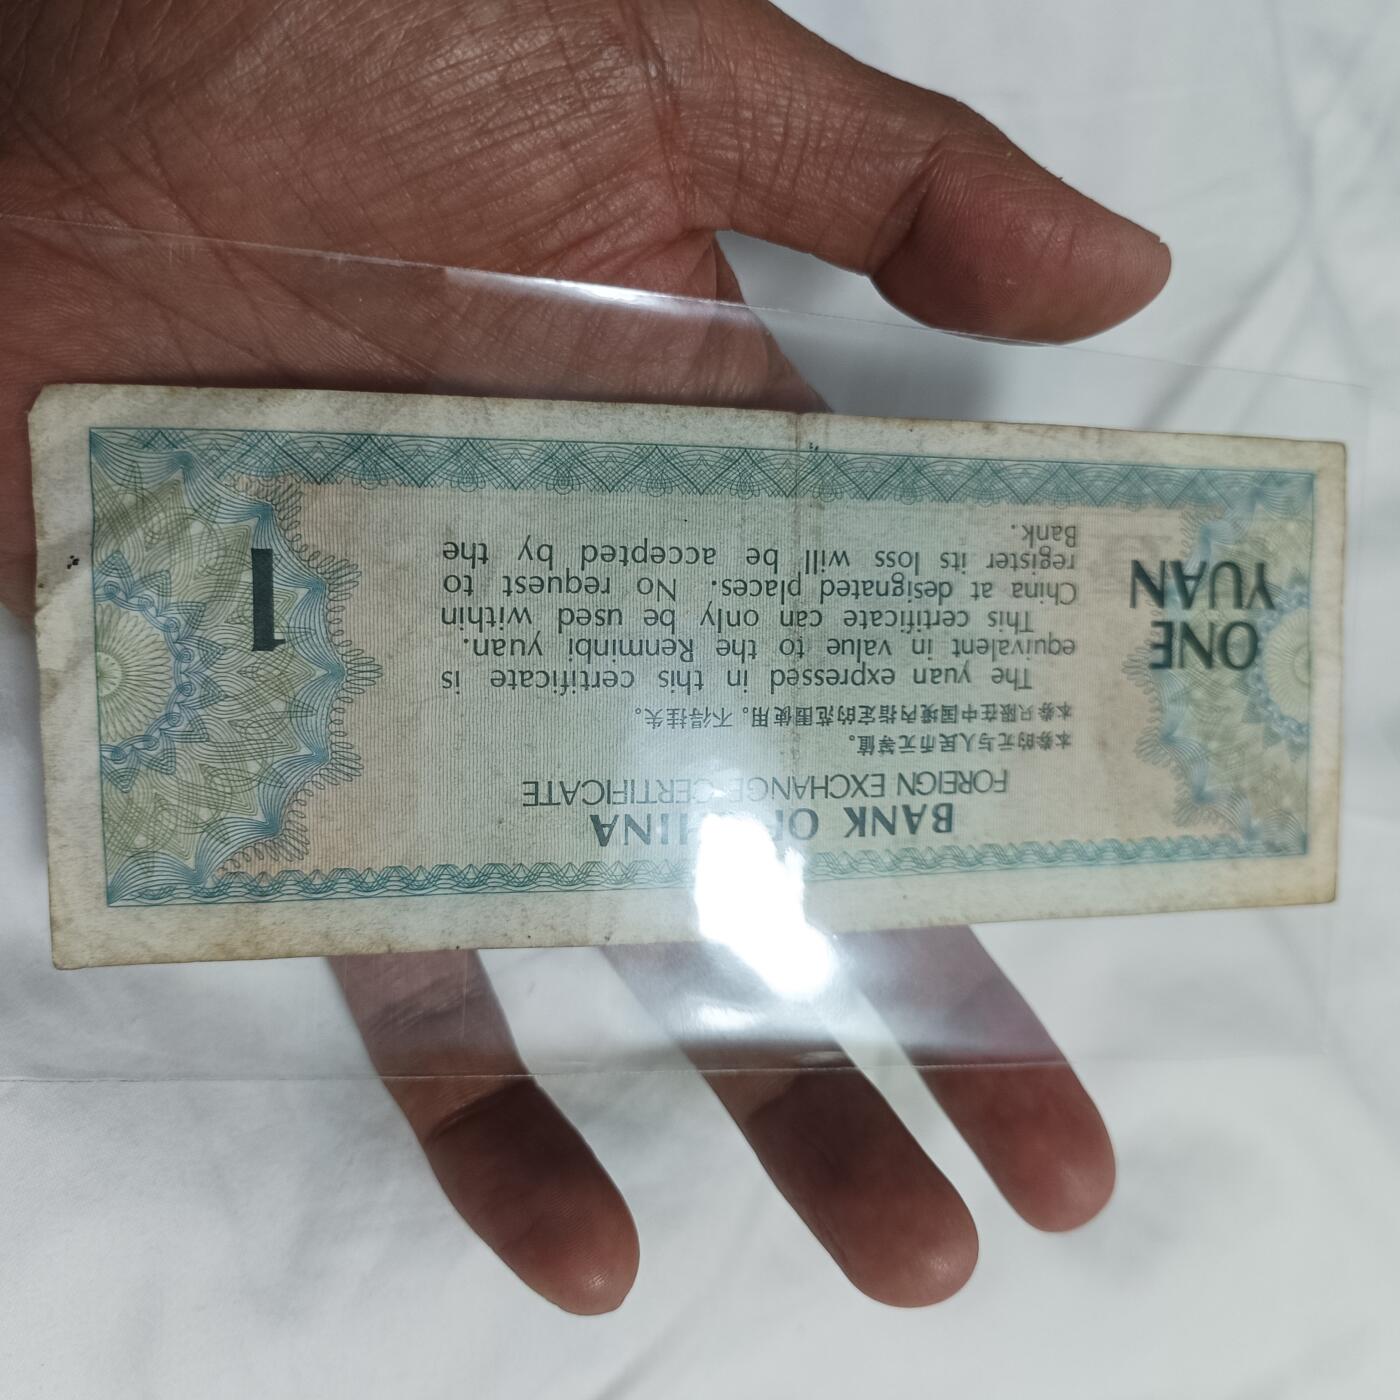 BANK OF CHINA
FOREIGN EXCHANGE CERTIFICATE
本券的元与人民币元等值。
本券只限在中国境内指定的范围使用。不得挂失。
The yuan expressed in this certificate is
equivalent in value to the Renminbi yuan.
This certificate can only be used within
China at designated places. No request to
register its loss will be accepted by the
Bank.
ONE
YUAN
1